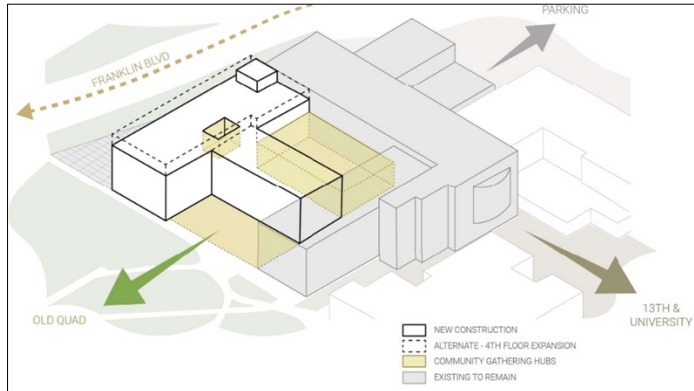 PARKING
FRANKLIN BLVD
OLD QUAD
13TH &
UNIVERSITY
NEW CONSTRUCTION
ALTERNATE - 4TH FLOOR EXPANSION
COMMUNITY GATHERING HUBS
EXISTING TO REMAIN